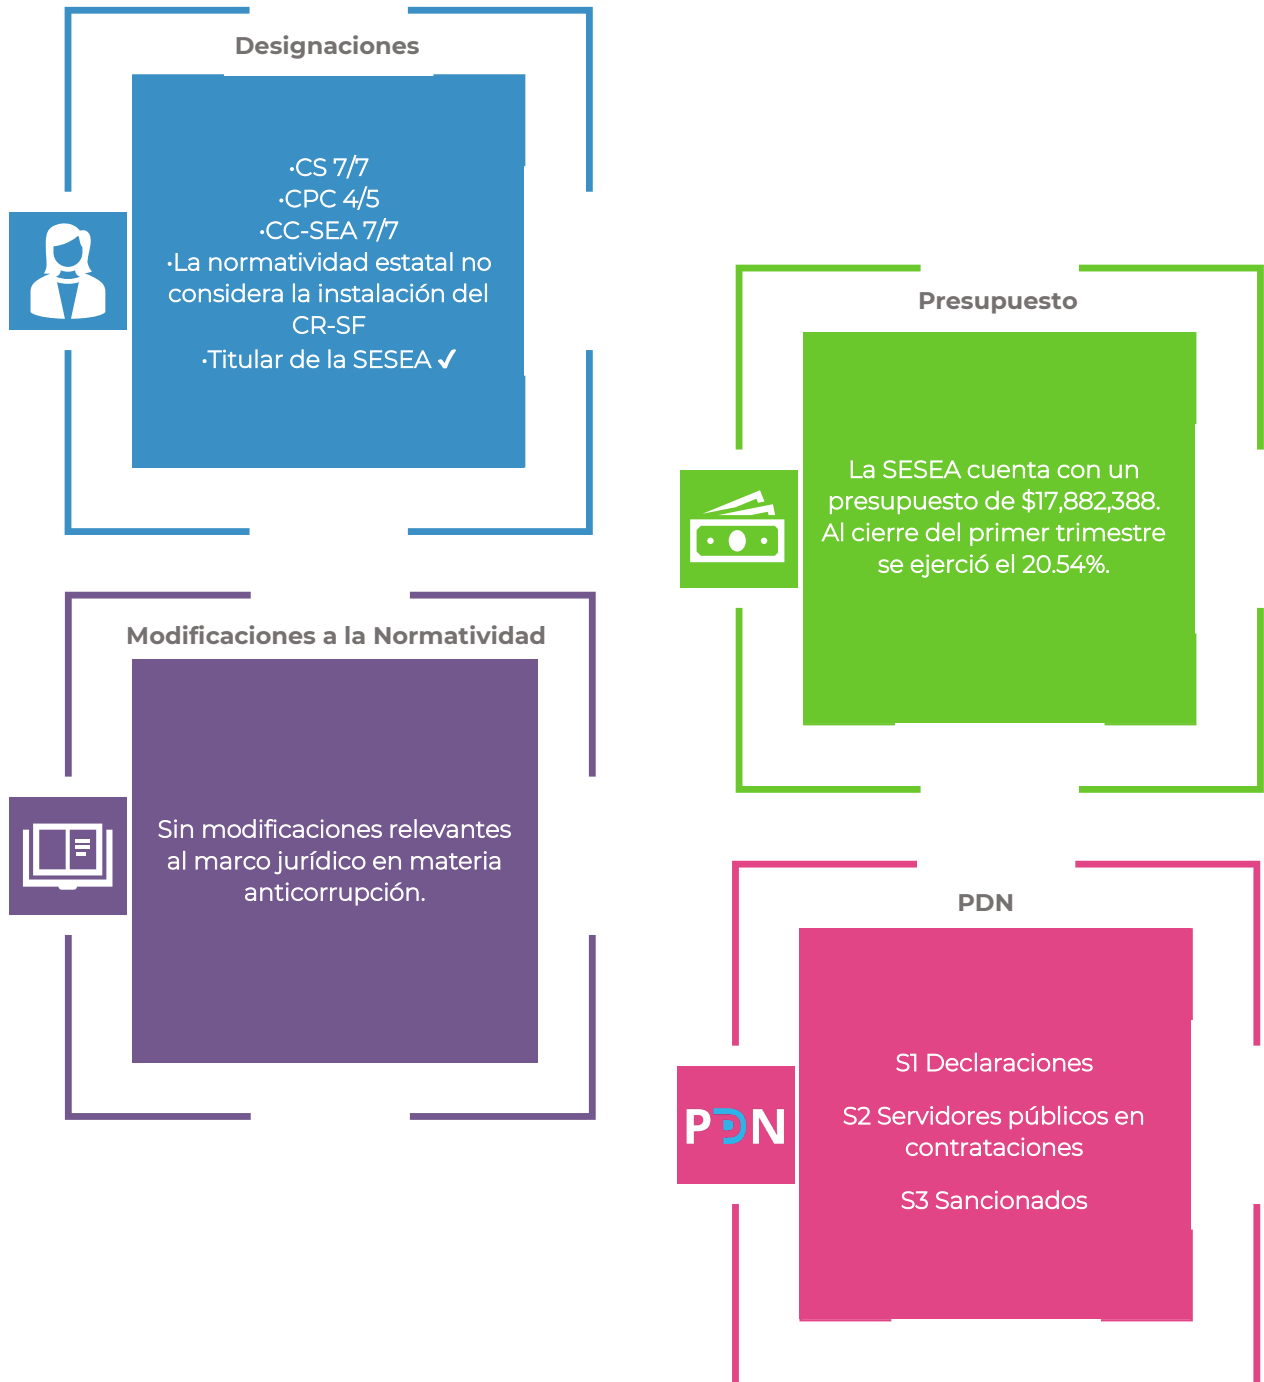 Designaciones
•CS 7/7
•CPC 4/5
•CC-SEA 7/7
•La normatividad estatal no
considera la instalación del
CR-SF
•Titular de la SESEA ✓
Presupuesto
La SESEA cuenta con un
presupuesto de $17,882,388.
Al cierre del primer trimestre
se ejerció el 20.54%.
Modificaciones a la Normatividad
Sin modificaciones relevantes
al marco jurídico en materia
anticorrupción.
PDN
PDN
S1 Declaraciones
S2 Servidores públicos en
contrataciones
S3 Sancionados